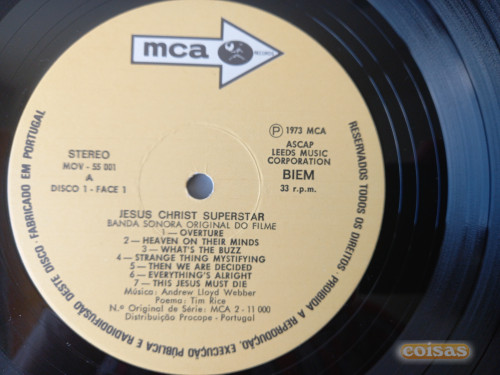 mca
RECORDS
STEREO
MOV - 55 001
A
DISCO 1 - FACE 1
P 1973 MCA
ASCAP
LEEDS MUSIC
CORPORATION
BIEM
33 r.p.m.
JESUS CHRIST SUPERSTAR
BANDA SONORA ORIGINAL DO FILME
1 — OVERTURE
2 — HEAVEN ON THEIR MINDS
3 — WHAT'S THE BUZZ
4 — STRANGE THING MYSTIFYING
5 — THEN WE ARE DECIDED
6 — EVERYTHING'S ALRIGHT
7 — THIS JESUS MUST DIE
Música: Andrew Lloyd Webber
Poema: Tim Rice
N.º Original de Série: MCA 2 - 11 000
Distribuição Procope - Portugal
RESERVADOS TODOS OS DIREITOS. PROHIBIDA A REPRODUÇÃO, EXECUÇÃO PÚBLICA E RADIODIFUSÃO DESTE DISCO · FABRICADO EM PORTUGAL
coisas